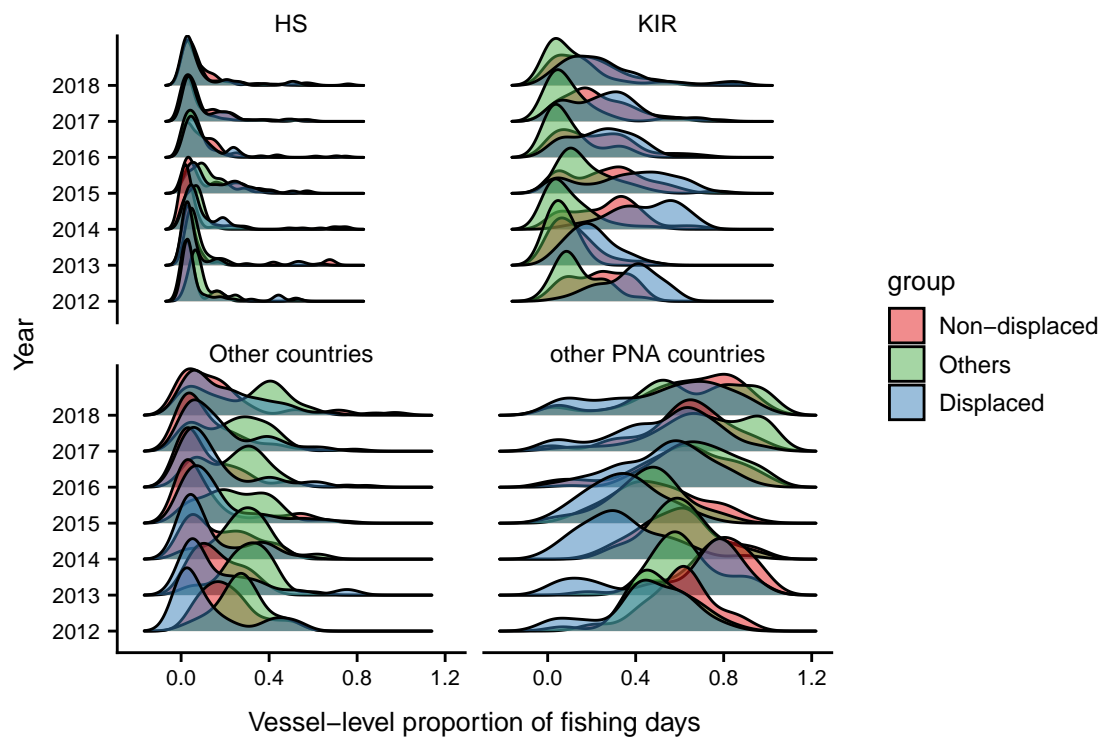 HS
KIR
2018
2017
2016
2015
2014
2013
2012
Year
Other countries
other PNA countries
2018
2017
2016
2015
2014
2013
2012
0.0 0.4 0.8 1.2
0.0 0.4 0.8 1.2
Vessel−level proportion of fishing days
group
Non−displaced
Others
Displaced